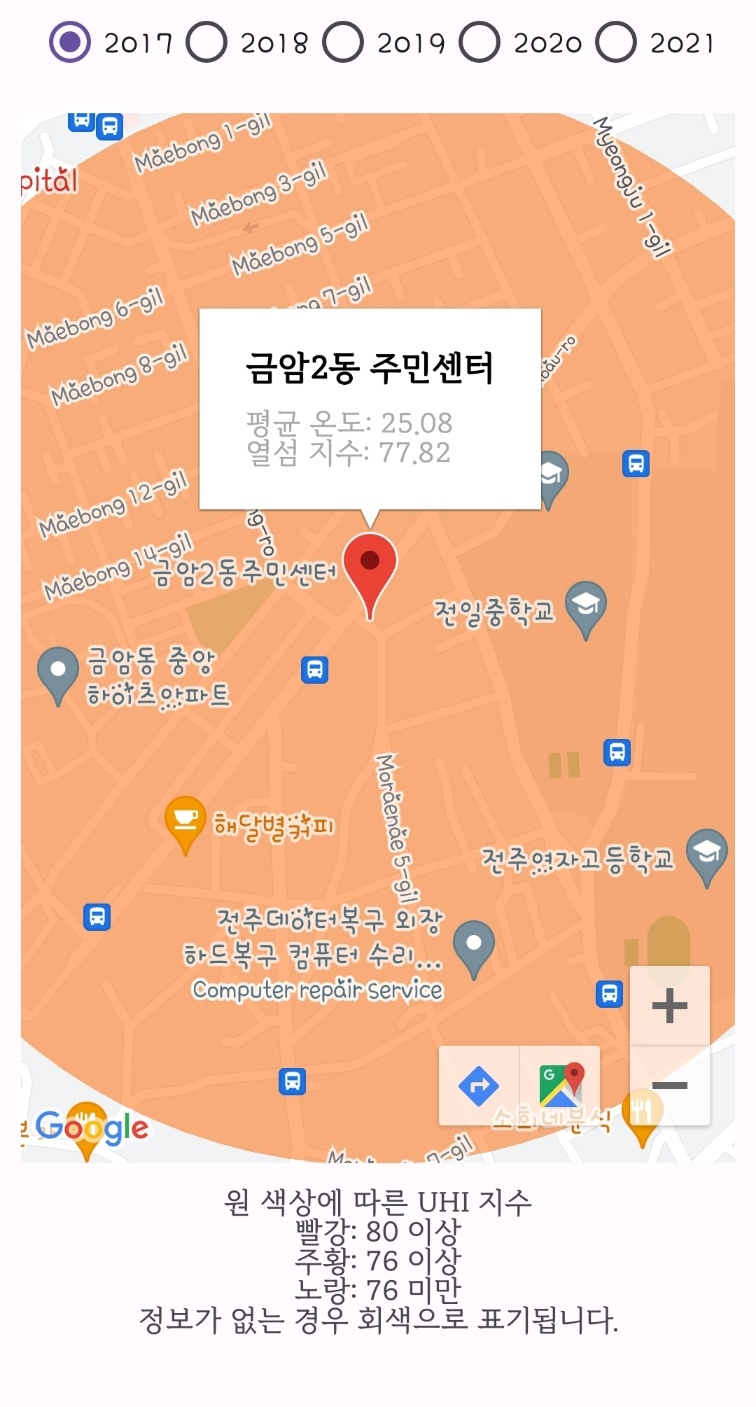 2017 2018 2019 2020 2021
Maebong 1-gil
Myeongju 1-gil
pital
Maebong 3-gil
Maebong 5-gil
ng 7-gil
Maebong 6-gil
Maebong 8-gil
금암2동 주민센터
평균 온도: 25.08
열섬 지수: 77.82
Maebong 12-gil
Maebong 14-gil
ng-ro
금암2동주민센터
전일중학교
금암동 중앙
하이츠아파트
Moraenae 5-gil
해달별커피
전주여자고등학교
전주데이터복구 외장
하드복구 컴퓨터 수리...
Computer repair service
G
소희네분식
Google
7-gil
원 색상에 따른 UHI 지수
빨강: 80 이상
주황: 76 이상
노랑: 76 미만
정보가 없는 경우 회색으로 표기됩니다.